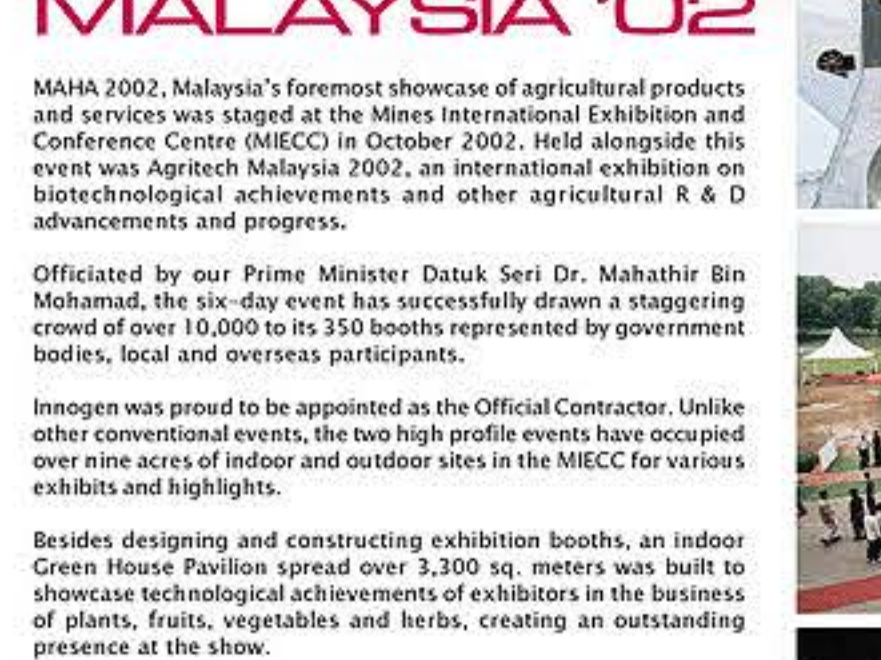 MALAYSIA '02
MAHA 2002, Malaysia's foremost showcase of agricultural products
and services was staged at the Mines International Exhibition and
Conference Centre (MIECC) in October 2002. Held alongside this
event was Agritech Malaysia 2002, an international exhibition on
biotechnological achievements and other agricultural R & D
advancements and progress.
Officiated by our Prime Minister Datuk Seri Dr. Mahathir Bin
Mohamad, the six-day event has successfully drawn a staggering
crowd of over 10,000 to its 350 booths represented by government
bodies, local and overseas participants.
Innogen was proud to be appointed as the Official Contractor. Unlike
other conventional events, the two high profile events have occupied
over nine acres of indoor and outdoor sites in the MIECC for various
exhibits and highlights.
Besides designing and constructing exhibition booths, an indoor
Green House Pavilion spread over 3,300 sq. meters was built to
showcase technological achievements of exhibitors in the business
of plants, fruits, vegetables and herbs, creating an outstanding
presence at the show.